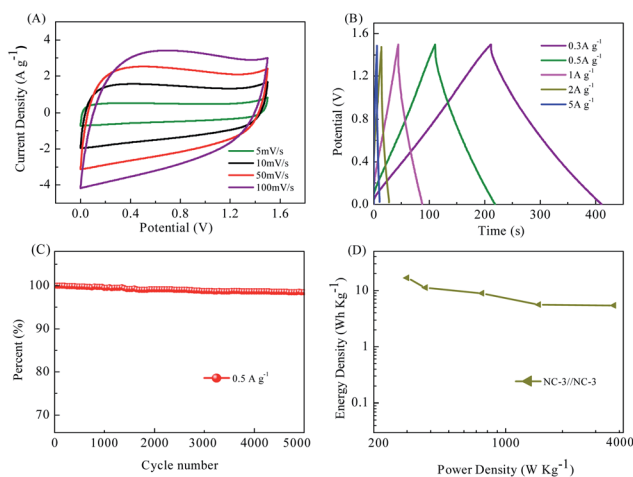 (A)
Current Density (A g-1)
4
2
0
-2
-4
0.0
0.4
0.8
1.2
1.6
Potential (V)
5mV/s
10mV/s
50mV/s
100mV/s
(B)
Potential (V)
1.6
1.2
0.8
0.4
0.0
0
100
200
300
400
500
Time (s)
0.3A g-1
0.5A g-1
1A g-1
2A g-1
5A g-1
(C)
Percent (%)
100
90
80
70
0
1000
2000
3000
4000
5000
Cycle number
0.5 A g-1
(D)
Energy Density (Wh Kg-1)
10
1
0.1
200
1000
4000
Power Density (W Kg-1)
NC-3//NC-3